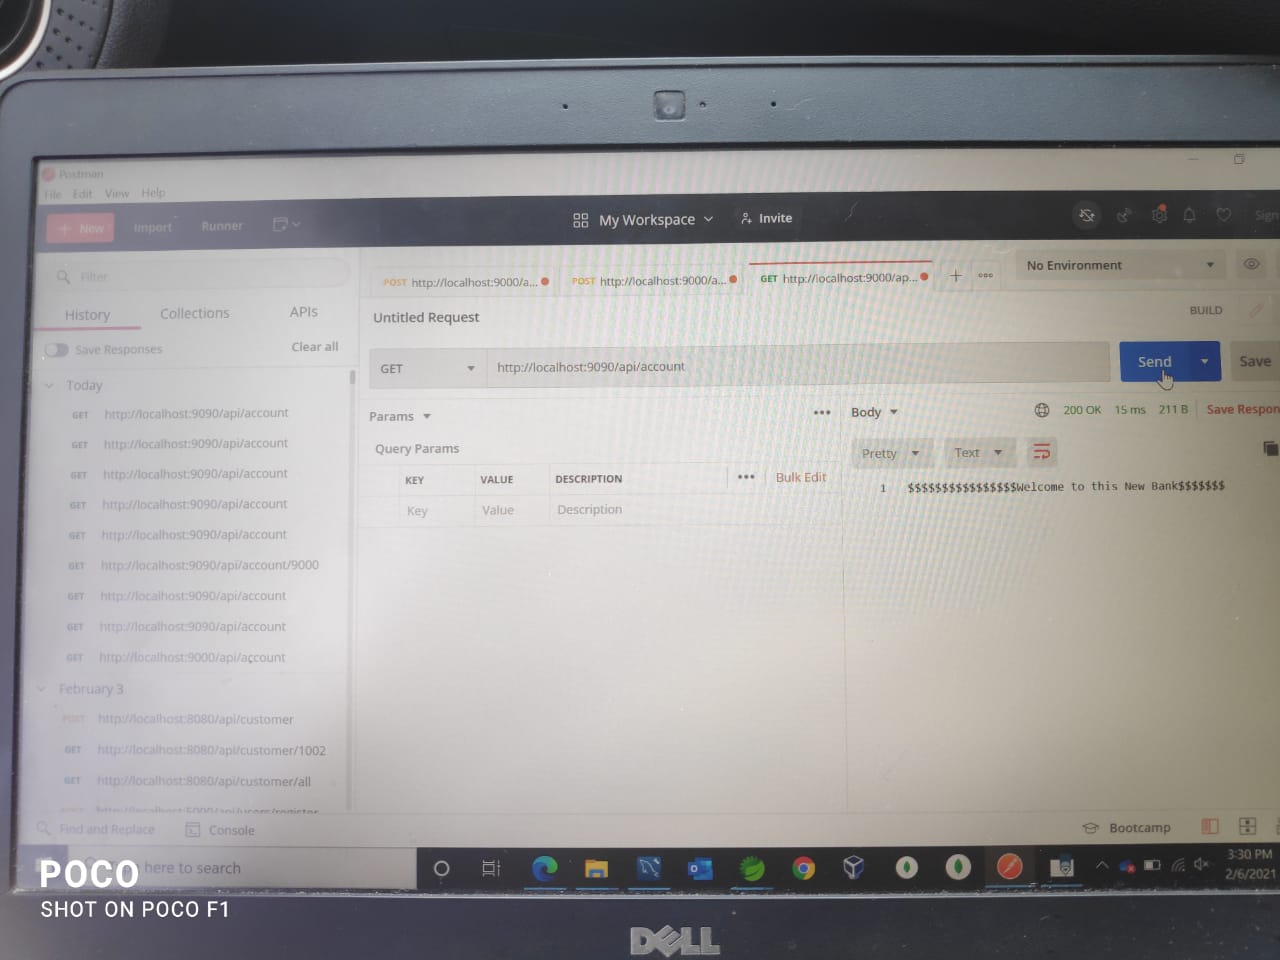 Postman
File Edit View Help
+ New Import Runner
My Workspace Invite
Sign
Filter
History Collections APIs
Save Responses Clear all
Today
GET http://localhost:9090/api/account
GET http://localhost:9090/api/account
GET http://localhost:9090/api/account
GET http://localhost:9090/api/account
GET http://localhost:9090/api/account
GET http://localhost:9090/api/account/9000
GET http://localhost:9090/api/account
GET http://localhost:9090/api/account
GET http://localhost:9000/api/account
February 3
POST http://localhost:8080/api/customer
GET http://localhost:8080/api/customer/1002
GET http://localhost:8080/api/customer/all
POST http://localhost:5000/api/users/register
POST http://localhost:9000/a...
POST http://localhost:9000/a...
GET http://localhost:9000/ap...
+ ooo
No Environment
Untitled Request
BUILD
GET http://localhost:9090/api/account
Send Save
Params
Query Params
KEY VALUE DESCRIPTION
Bulk Edit
Key Value Description
Body
200 OK 15 ms 211 B Save Respon
Pretty Text
1 $$$$$$$$$$$$$$$$Welcome to this New Bank$$$$$$$
Find and Replace Console
Bootcamp
here to search
3:30 PM
2/6/2021
POCO
SHOT ON POCO F1
DELL